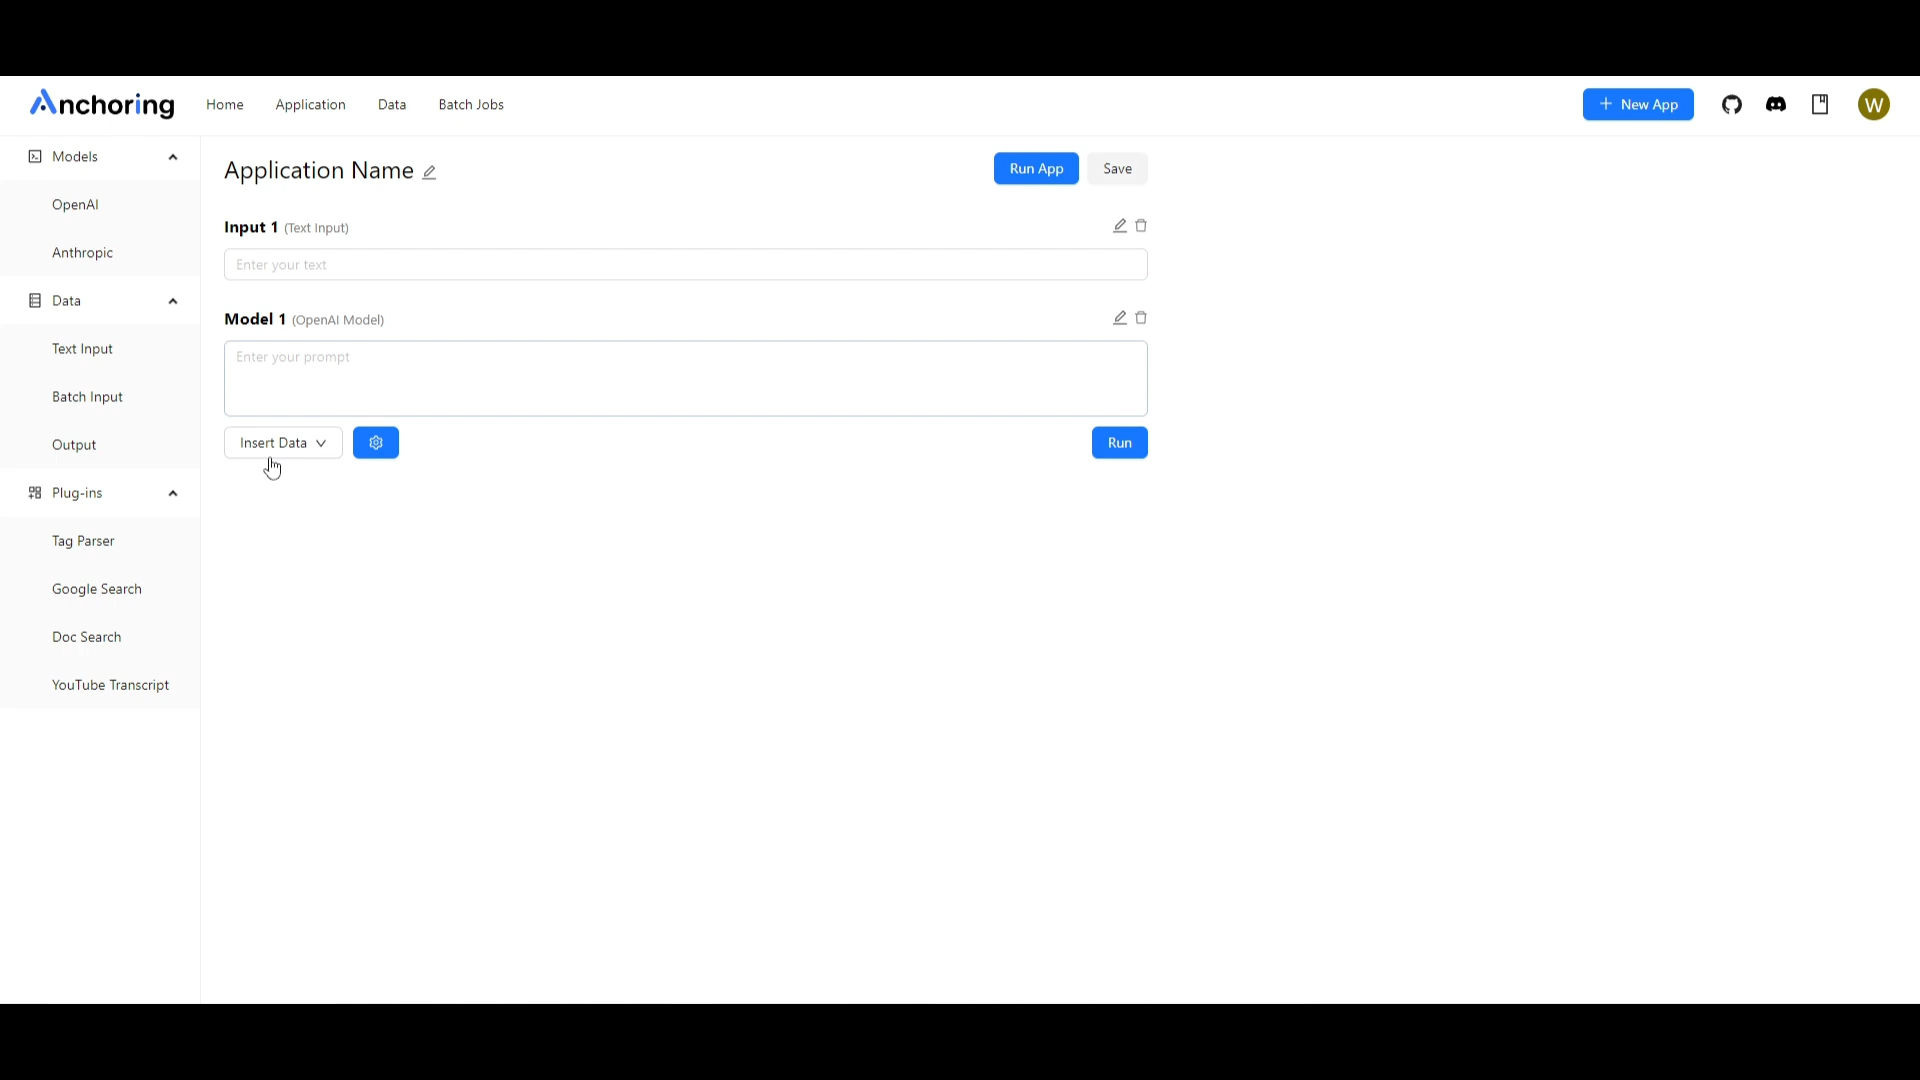 Anchoring
Home
Application
Data
Batch Jobs
New App
W
Models
OpenAI
Anthropic
Data
Text Input
Batch Input
Output
Plug-ins
Tag Parser
Google Search
Doc Search
YouTube Transcript
Application Name
Run App
Save
Input 1 (Text Input)
Enter your text
Model 1 (OpenAI Model)
Enter your prompt
Insert Data
Run